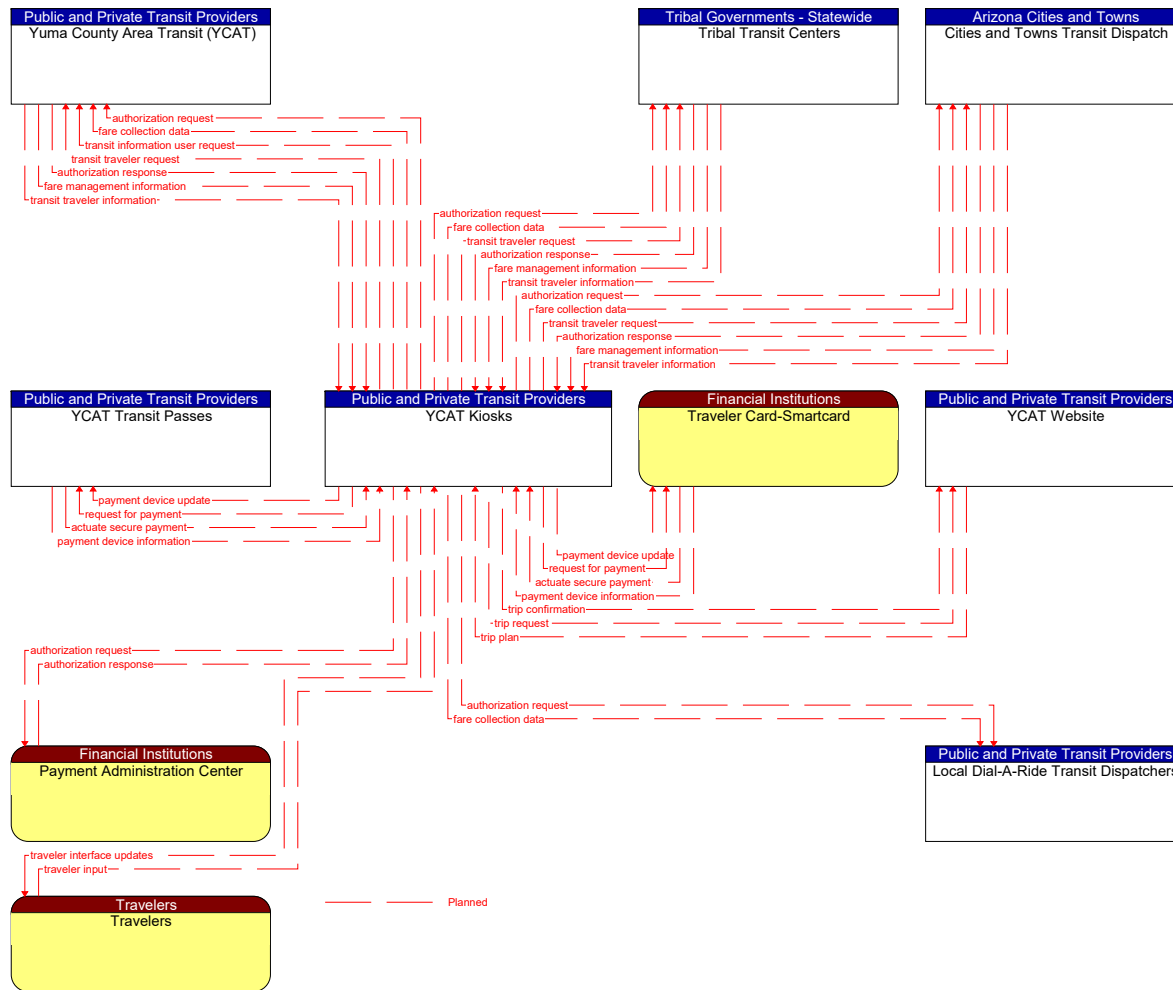 Public and Private Transit Providers
Yuma County Area Transit (YCAT)
Tribal Governments - Statewide
Tribal Transit Centers
Arizona Cities and Towns
Cities and Towns Transit Dispatch
authorization request
fare collection data
transit information user request
transit traveler request
authorization response
fare management information
transit traveler information
authorization request
fare collection data
transit traveler request
authorization response
fare management information
transit traveler information
authorization request
fare collection data
transit traveler request
authorization response
fare management information
transit traveler information
Public and Private Transit Providers
YCAT Transit Passes
Public and Private Transit Providers
YCAT Kiosks
Financial Institutions
Traveler Card-Smartcard
Public and Private Transit Providers
YCAT Website
payment device update
request for payment
actuate secure payment
payment device information
payment device update
request for payment
actuate secure payment
payment device information
trip confirmation
trip request
trip plan
authorization request
authorization response
authorization request
fare collection data
Financial Institutions
Payment Administration Center
Public and Private Transit Providers
Local Dial-A-Ride Transit Dispatchers
traveler interface updates
traveler input
Travelers
Travelers
Planned